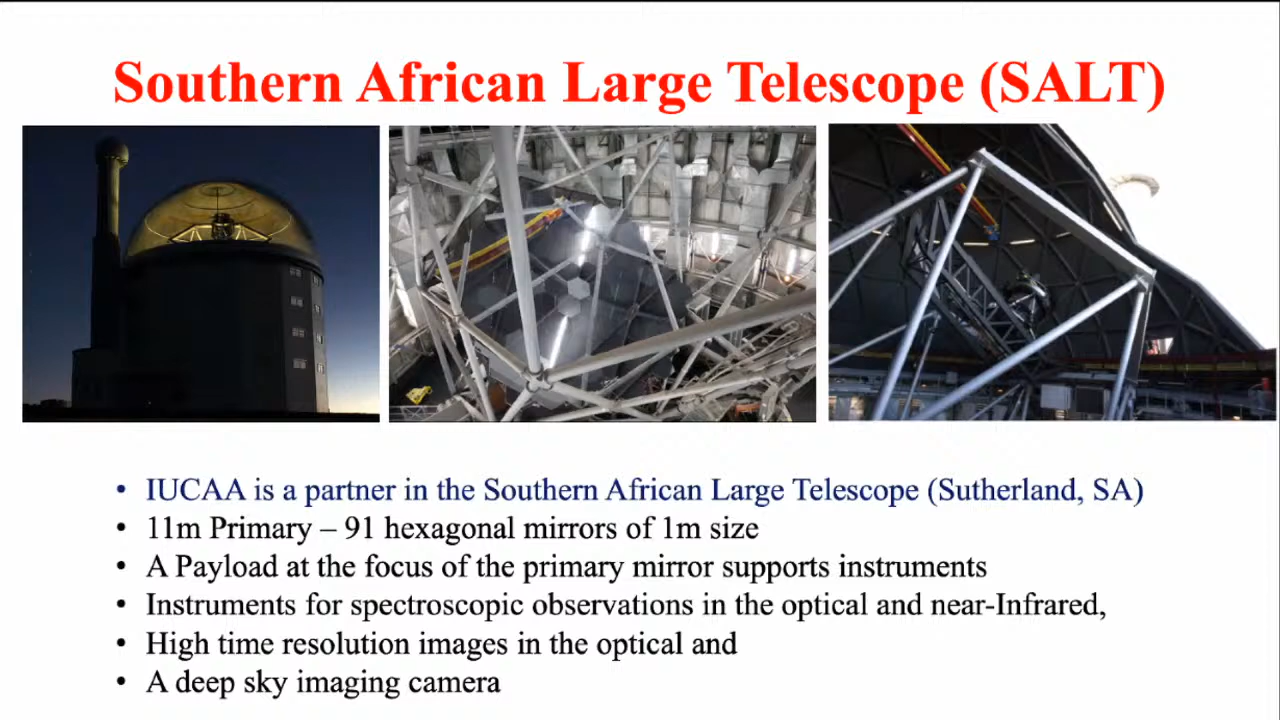 Southern African Large Telescope (SALT)
• IUCAA is a partner in the Southern African Large Telescope (Sutherland, SA)
• 11m Primary – 91 hexagonal mirrors of 1m size
• A Payload at the focus of the primary mirror supports instruments
• Instruments for spectroscopic observations in the optical and near-Infrared,
• High time resolution images in the optical and
• A deep sky imaging camera